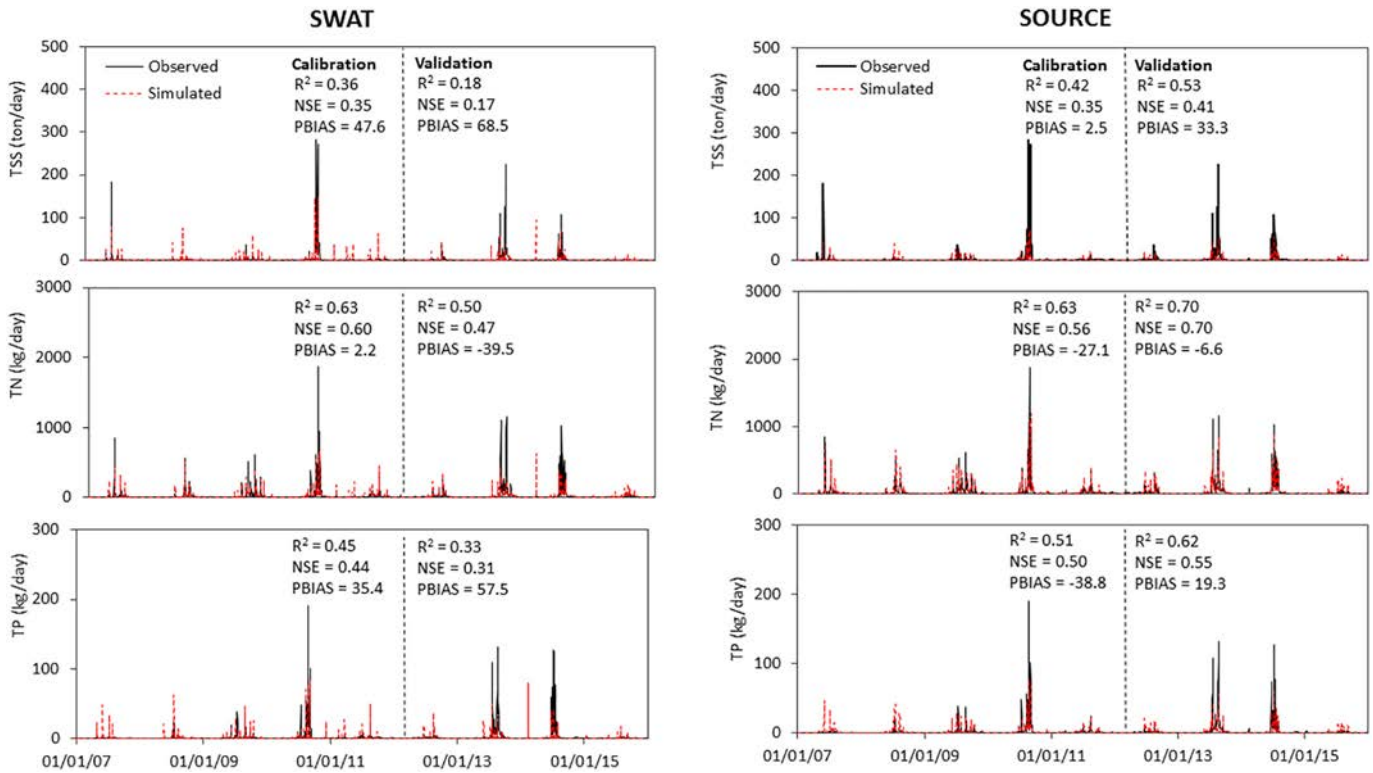 SWAT
500
400
300
200
100
0
TSS (ton/day)
Observed
Simulated
Calibration
R² = 0.36
NSE = 0.35
PBIAS = 47.6
Validation
R² = 0.18
NSE = 0.17
PBIAS = 68.5
3000
2000
1000
0
TN (kg/day)
R² = 0.63
NSE = 0.60
PBIAS = 2.2
R² = 0.50
NSE = 0.47
PBIAS = -39.5
300
200
100
0
TP (kg/day)
R² = 0.45
NSE = 0.44
PBIAS = 35.4
R² = 0.33
NSE = 0.31
PBIAS = 57.5
01/01/07 01/01/09 01/01/11 01/01/13 01/01/15
SOURCE
500
400
300
200
100
0
TSS (ton/day)
Observed
Simulated
Calibration
R² = 0.42
NSE = 0.35
PBIAS = 2.5
Validation
R² = 0.53
NSE = 0.41
PBIAS = 33.3
3000
2000
1000
0
TN (kg/day)
R² = 0.63
NSE = 0.56
PBIAS = -27.1
R² = 0.70
NSE = 0.70
PBIAS = -6.6
300
200
100
0
TP (kg/day)
R² = 0.51
NSE = 0.50
PBIAS = -38.8
R² = 0.62
NSE = 0.55
PBIAS = 19.3
01/01/07 01/01/09 01/01/11 01/01/13 01/01/15